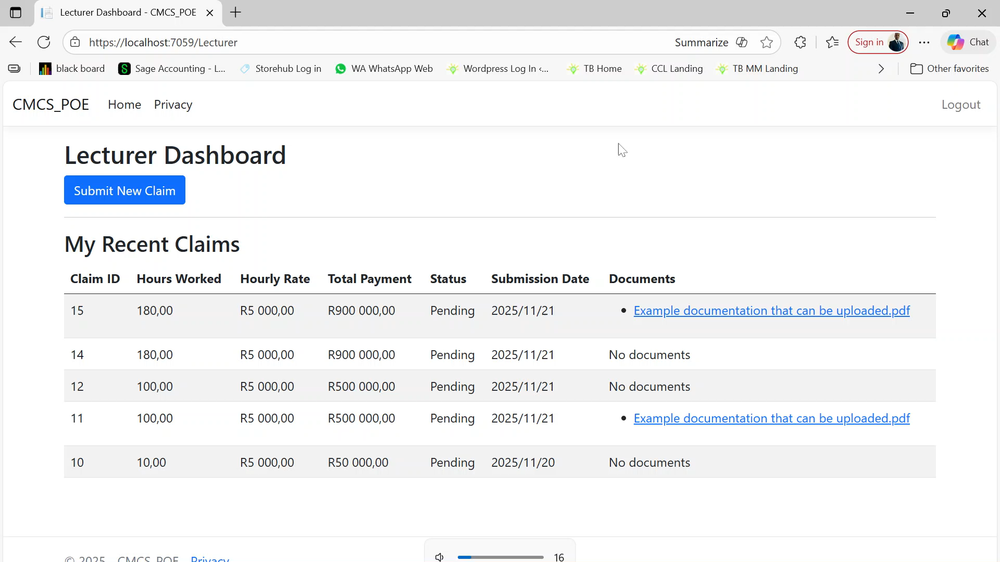 Lecturer Dashboard - CMCS_POE
https://localhost:7059/Lecturer
Summarize
Sign in
Chat
black board
Sage Accounting - L...
Storehub Log in
WA WhatsApp Web
Wordpress Log In ‹...
TB Home
CCL Landing
TB MM Landing
Other favorites
CMCS_POE Home Privacy Logout
Lecturer Dashboard
Submit New Claim
My Recent Claims
Claim ID Hours Worked Hourly Rate Total Payment Status Submission Date Documents
15 180,00 R5 000,00 R900 000,00 Pending 2025/11/21 • Example documentation that can be uploaded.pdf
14 180,00 R5 000,00 R900 000,00 Pending 2025/11/21 No documents
12 100,00 R5 000,00 R500 000,00 Pending 2025/11/21 No documents
11 100,00 R5 000,00 R500 000,00 Pending 2025/11/21 • Example documentation that can be uploaded.pdf
10 10,00 R5 000,00 R50 000,00 Pending 2025/11/20 No documents
© 2025 - CMCS_POE - Privacy
16